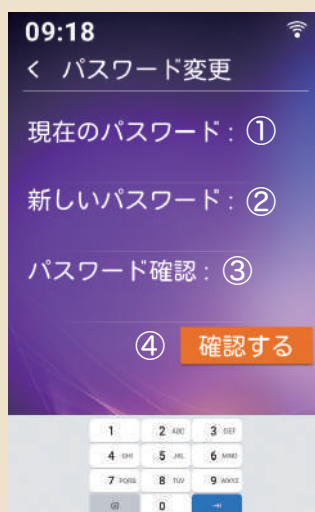 09:18
< パスワード変更
現在のパスワード: ①
新しいパスワード: ②
パスワード確認: ③
④ 確認する
1 2 ABC 3 DEF
4 GHI 5 JKL 6 MNO
7 PQRS 8 TUV 9 WXYZ
0